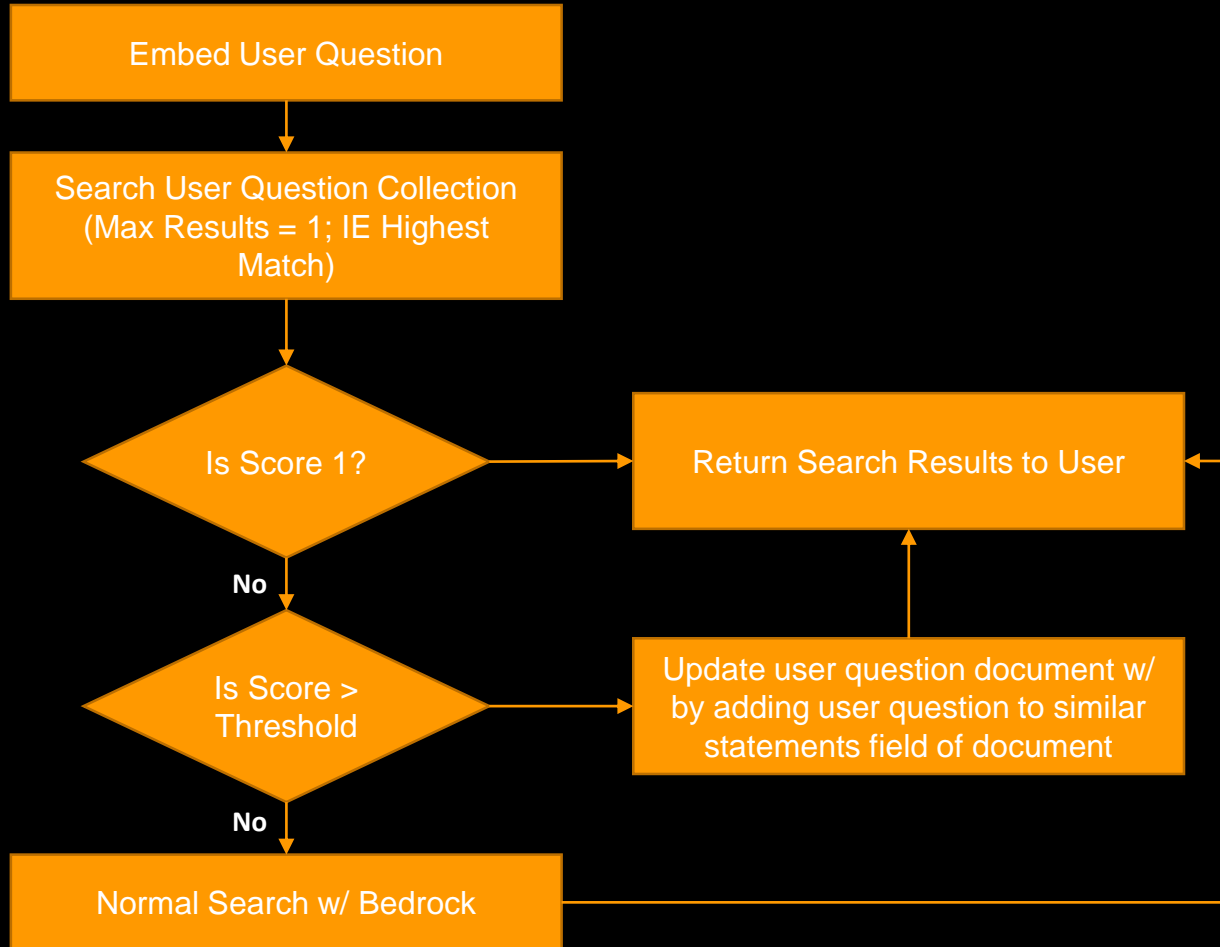 Embed User Question
Search User Question Collection
(Max Results = 1; IE Highest
Match)
Is Score 1?
Return Search Results to User
No
Is Score >
Threshold
Update user question document w/
by adding user question to similar
statements field of document
No
Normal Search w/ Bedrock